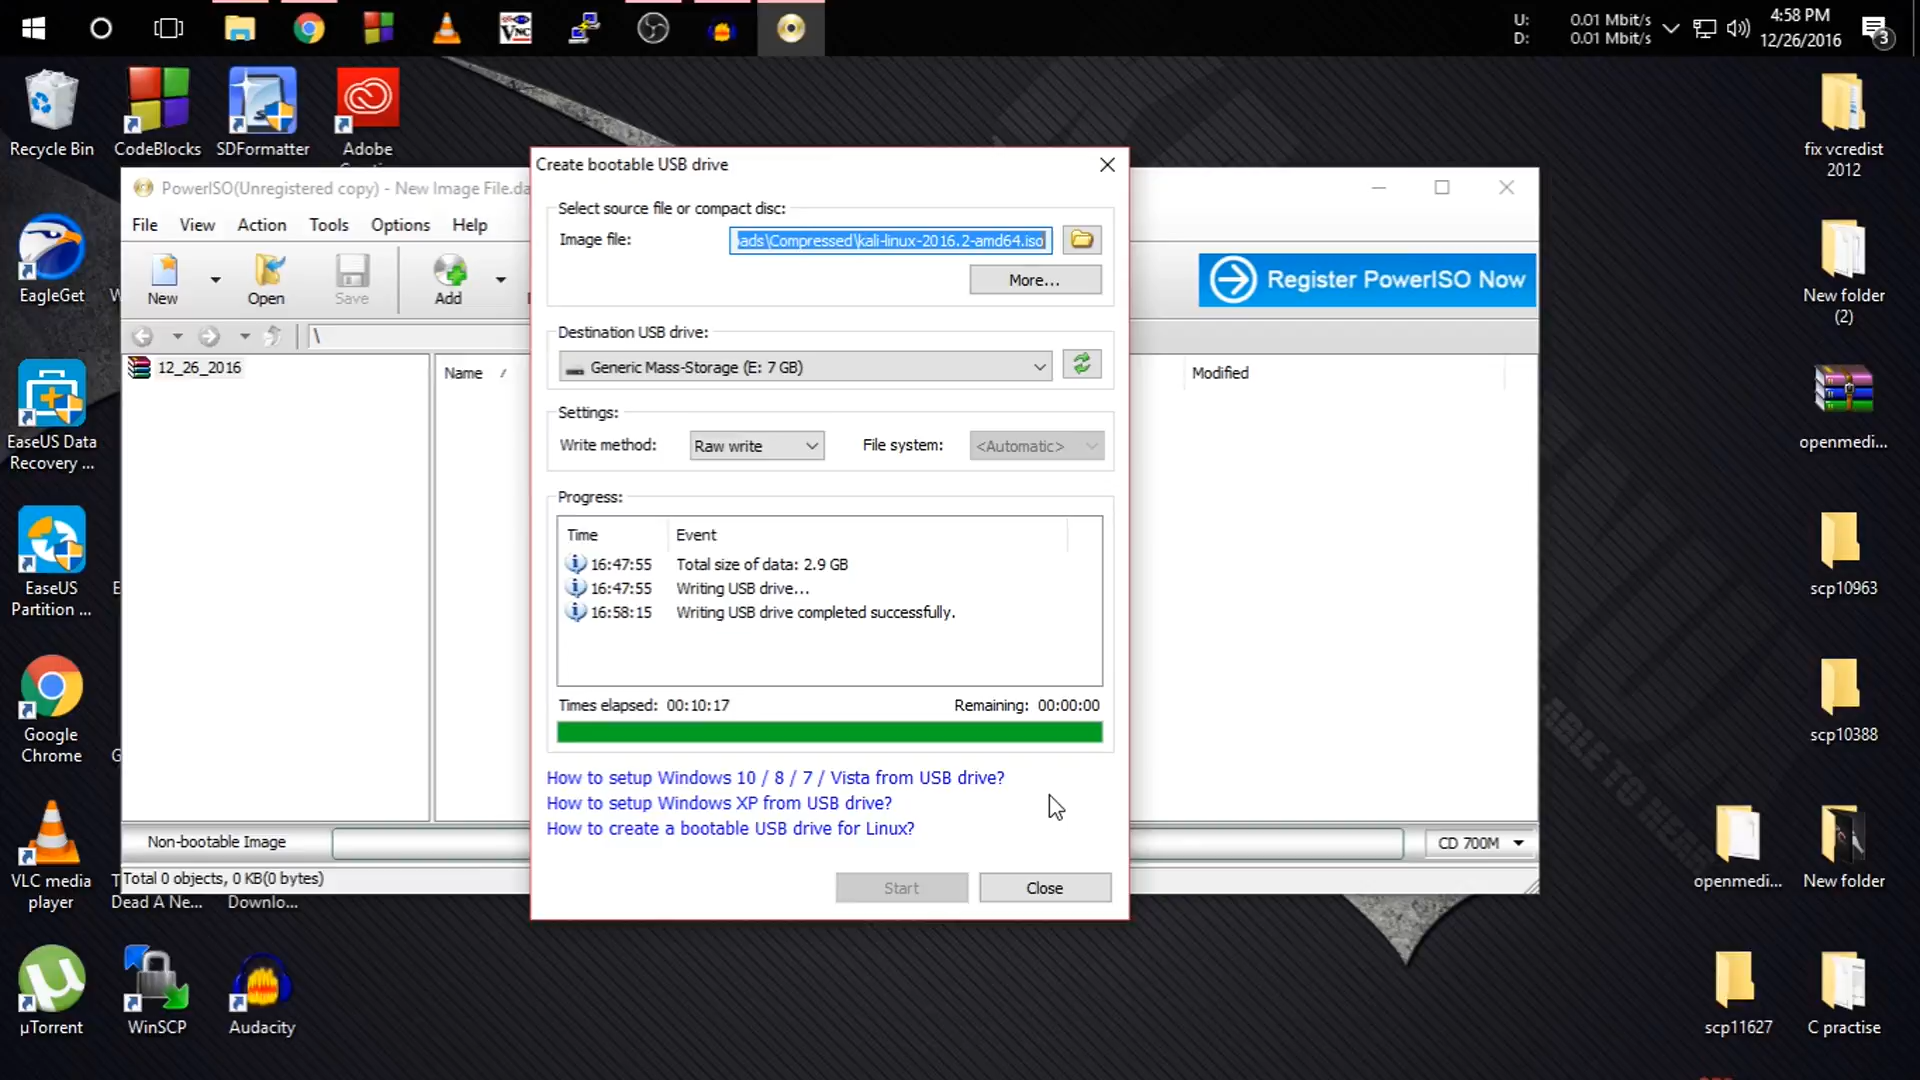 U: 0.01 Mbit/s
D: 0.01 Mbit/s
4:58 PM
12/26/2016
3
Recycle Bin
CodeBlocks
SDFormatter
Adobe
EagleGet
EaseUS Data
Recovery ...
EaseUS
Partition ...
Google
Chrome
VLC media
player
Dead A Ne...
Downlo...
µTorrent
WinSCP
Audacity
PowerISO(Unregistered copy) - New Image File.da
File View Action Tools Options Help
New
Open
Save
Add
Register PowerISO Now
\
12_26_2016
Name /
Modified
Non-bootable Image
CD 700M
Total 0 objects, 0 KB(0 bytes)
Create bootable USB drive
Select source file or compact disc:
Image file: ads\Compressed\kali-linux-2016.2-amd64.iso
More...
Destination USB drive:
Generic Mass-Storage (E: 7 GB)
Settings:
Write method: Raw write File system: <Automatic>
Progress:
Time Event
16:47:55 Total size of data: 2.9 GB
16:47:55 Writing USB drive...
16:58:15 Writing USB drive completed successfully.
Times elapsed: 00:10:17 Remaining: 00:00:00
How to setup Windows 10 / 8 / 7 / Vista from USB drive?
How to setup Windows XP from USB drive?
How to create a bootable USB drive for Linux?
Start
Close
fix vcredist
2012
New folder
(2)
openmedi...
scp10963
scp10388
openmedi...
New folder
scp11627
C practise